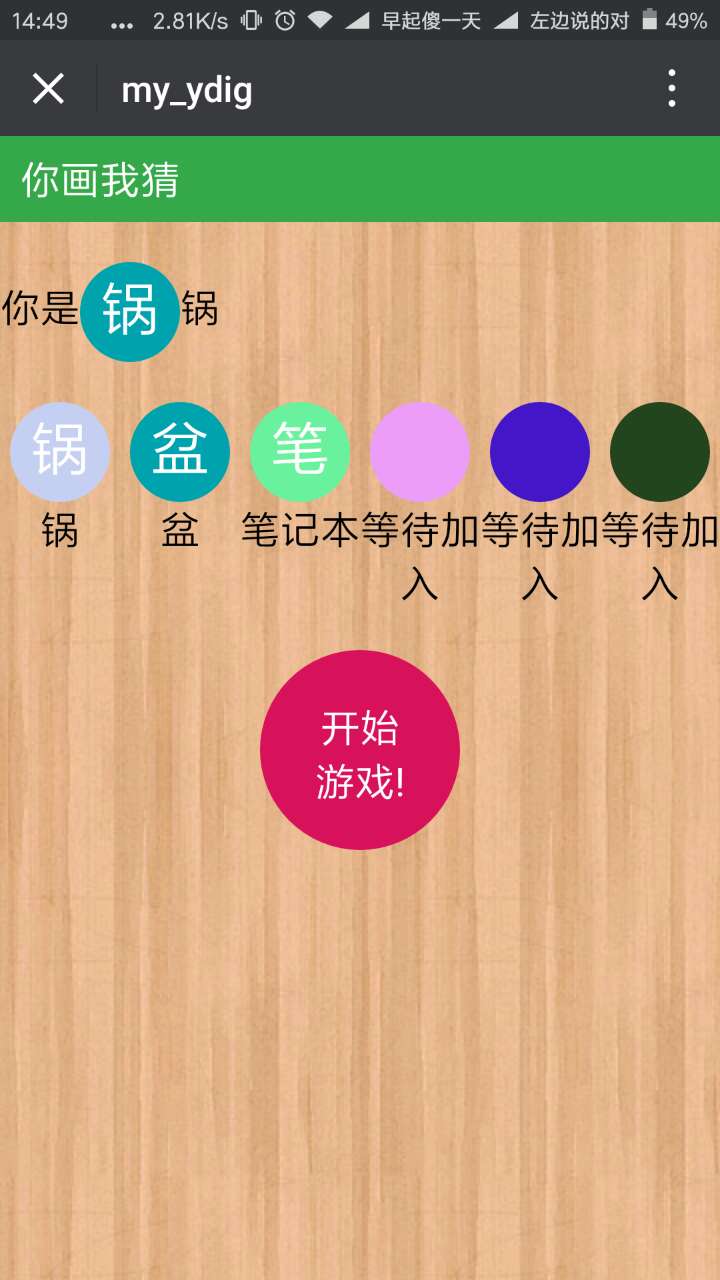 14:49 ... 2.81K/s 早起傻一天 左边说的对 49%
my_ydig
你画我猜
你是 锅 锅
锅 盆 笔
锅 盆 笔记本 等待加 等待加 等待加
入 入 入
开始
游戏!